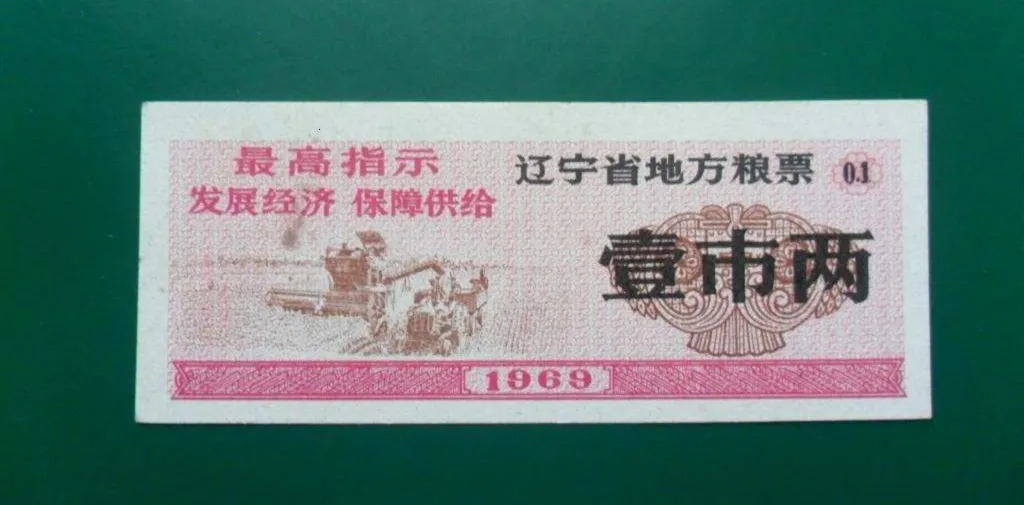 最高指示
发展经济 保障供给
辽宁省地方粮票 0.1
壹市两
1969